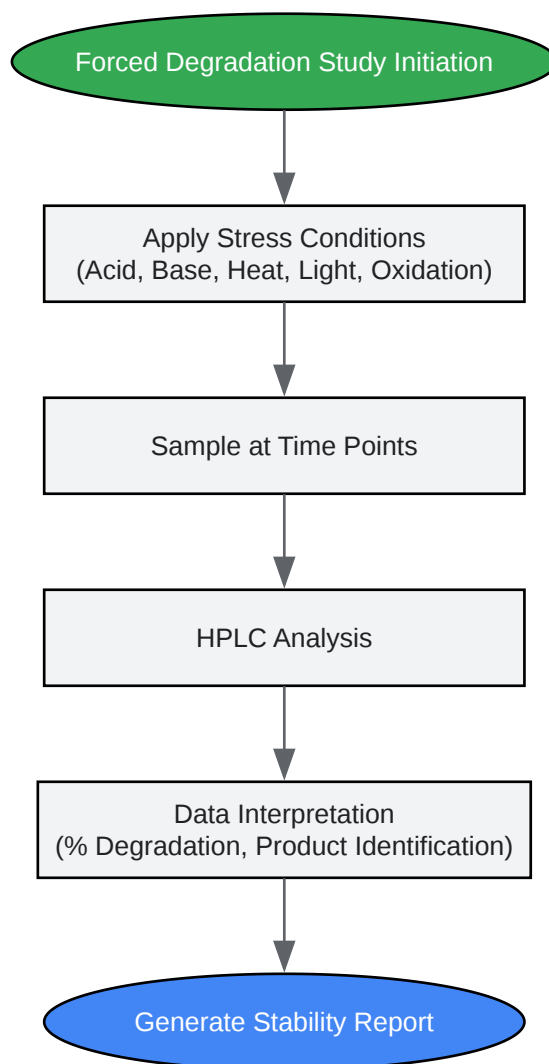 Forced Degradation Study Initiation
Apply Stress Conditions
(Acid, Base, Heat, Light, Oxidation)
Sample at Time Points
HPLC Analysis
Data Interpretation
(% Degradation, Product Identification)
Generate Stability Report